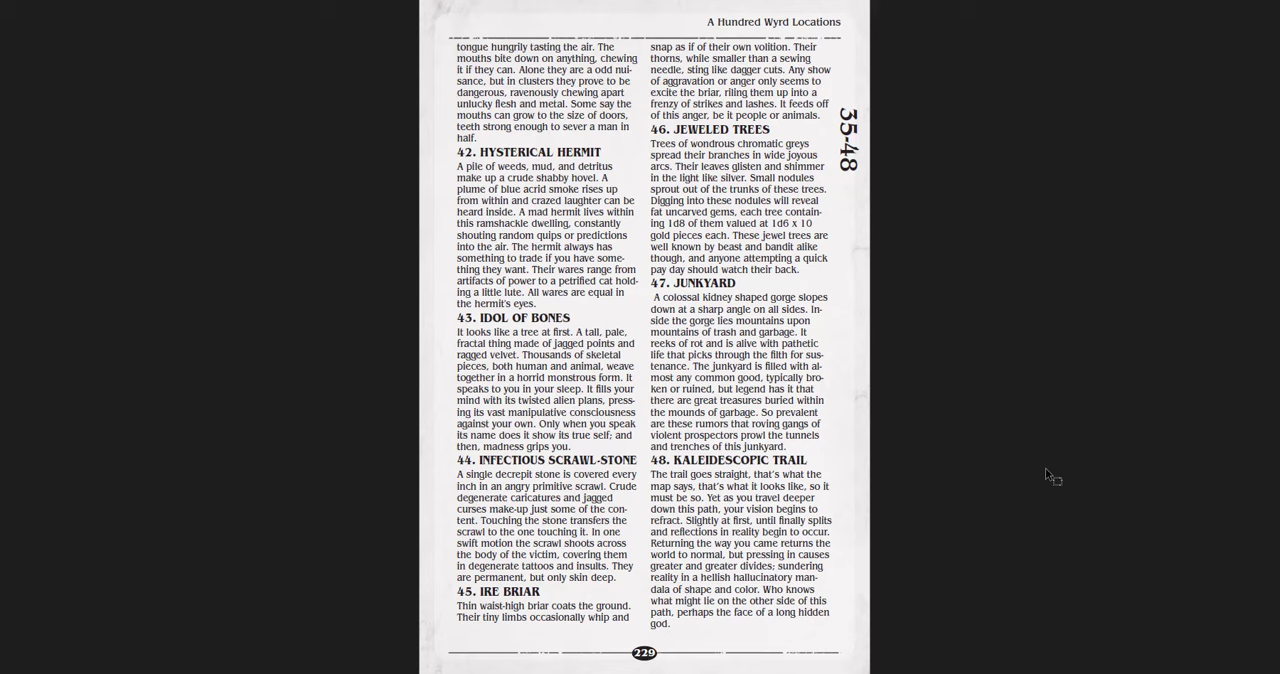 A Hundred Wyrd Locations
tongue hungrily tasting the air. The
mouths bite down on anything, chewing
it if they can. Alone they are a odd nui-
sance, but in clusters they prove to be
dangerous, ravenously chewing apart
unlucky flesh and metal. Some say the
mouths can grow to the size of doors,
teeth strong enough to sever a man in
half.
42. HYSTERICAL HERMIT
A pile of weeds, mud, and detritus
make up a crude shabby hovel. A
plume of blue acrid smoke rises up
from within and crazed laughter can be
heard inside. A mad hermit lives within
this ramshackle dwelling, constantly
shouting random quips or predictions
into the air. The hermit always has
something to trade if you have some-
thing they want. Their wares range from
artifacts of power to a petrified cat hold-
ing a little lute. All wares are equal in
the hermit's eyes.
43. IDOL OF BONES
It looks like a tree at first. A tall, pale,
fractal thing made of jagged points and
ragged velvet. Thousands of skeletal
pieces, both human and animal, weave
together in a horrid monstrous form. It
speaks to you in your sleep. It fills your
mind with its twisted alien plans, press-
ing its vast manipulative consciousness
against your own. Only when you speak
its name does it show its true self; and
then, madness grips you.
44. INFECTIOUS SCRAWL-STONE
A single decrepit stone is covered every
inch in an angry primitive scrawl. Crude
degenerate caricatures and jagged
curses make-up just some of the con-
tent. Touching the stone transfers the
scrawl to the one touching it. In one
swift motion the scrawl shoots across
the body of the victim, covering them
in degenerate tattoos and insults. They
are permanent, but only skin deep.
45. IRE BRIAR
Thin waist-high briar coats the ground.
Their tiny limbs occasionally whip and
snap as if of their own volition. Their
thorns, while smaller than a sewing
needle, sting like dagger cuts. Any show
of aggravation or anger only seems to
excite the briar, riling them up into a
frenzy of strikes and lashes. It feeds off
of this anger, be it people or animals.
46. JEWELED TREES
Trees of wondrous chromatic greys
spread their branches in wide joyous
arcs. Their leaves glisten and shimmer
in the light like silver. Small nodules
sprout out of the trunks of these trees.
Digging into these nodules will reveal
fat uncarved gems, each tree contain-
ing 1d8 of them valued at 1d6 x 10
gold pieces each. These jewel trees are
well known by beast and bandit alike
though, and anyone attempting a quick
pay day should watch their back.
47. JUNKYARD
A colossal kidney shaped gorge slopes
down at a sharp angle on all sides. In-
side the gorge lies mountains upon
mountains of trash and garbage. It
reeks of rot and is alive with pathetic
life that picks through the filth for sus-
tenance. The junkyard is filled with al-
most any common good, typically bro-
ken or ruined, but legend has it that
there are great treasures buried within
the mounds of garbage. So prevalent
are these rumors that roving gangs of
violent prospectors prowl the tunnels
and trenches of this junkyard.
48. KALEIDESCOPIC TRAIL
The trail goes straight, that's what the
map says, that's what it looks like, so it
must be so. Yet as you travel deeper
down this path, your vision begins to
refract. Slightly at first, until finally splits
and reflections in reality begin to occur.
Returning the way you came returns the
world to normal, but pressing in causes
greater and greater divides; sundering
reality in a hellish hallucinatory man-
dala of shape and color. Who knows
what might lie on the other side of this
path, perhaps the face of a long hidden
god.
35-48
229